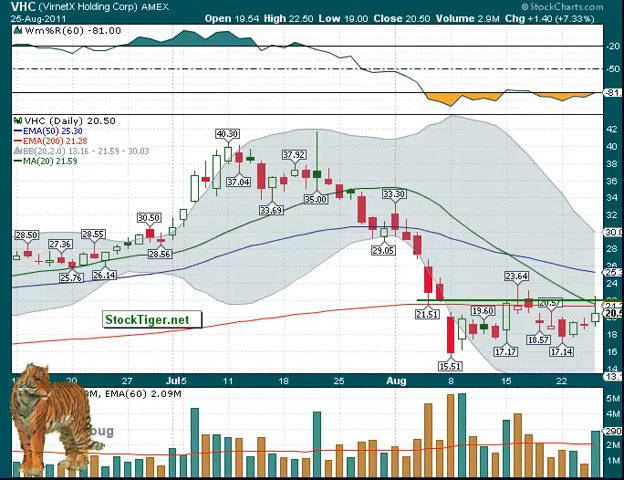 VHC (VirnetX Holding Corp) AMEX
© StockCharts.com
25-Aug-2011
Open 19.54 High 22.50 Low 19.00 Close 20.50 Volume 2.9M Chg +1.40 (+7.33%)
Wm%R(60) -81.00
-20
-50
-81.
VHC (Daily) 20.50
EMA(50) 25.30
EMA(200) 21.28
BB(20,2.0) 13.16 - 21.59 - 30.03
MA(20) 21.59
40.30
37.92
37.04
35.00
33.69
33.30
30.50
28.50
27.36
28.55
28.56
25.76
26.14
29.05
23.64
21.51
19.60
20.57
18.57
17.17
17.14
15.51
42
40
38
36
34
32
30.0
28
26
25.3
24
22
20.5
18
16
14
13.1
StockTiger.net
20
27
Jul5
11
18
25
Aug
8
15
22
EMA(60) 2.09M
oug
5M
4M
290
2M
1M